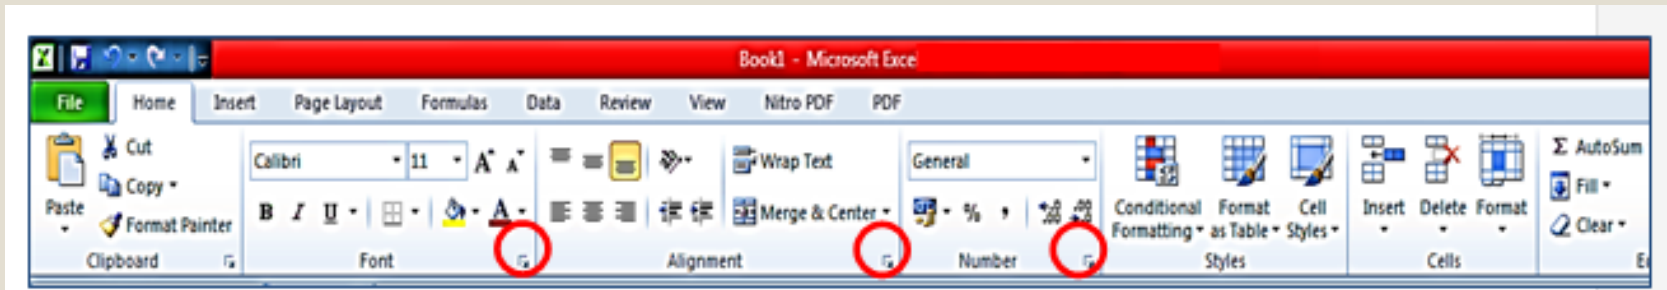 Book1 - Microsoft Excel
File Home Insert Page Layout Formulas Data Review View Nitro PDF PDF
Cut
Calibri 11 A A Wrap Text General Σ AutoSum
Copy Fill
Paste B I U A Merge & Center % , Conditional Formatting Format as Table Cell Styles Insert Delete Format
Format Painter Clear
Clipboard Font Alignment Number Styles Cells